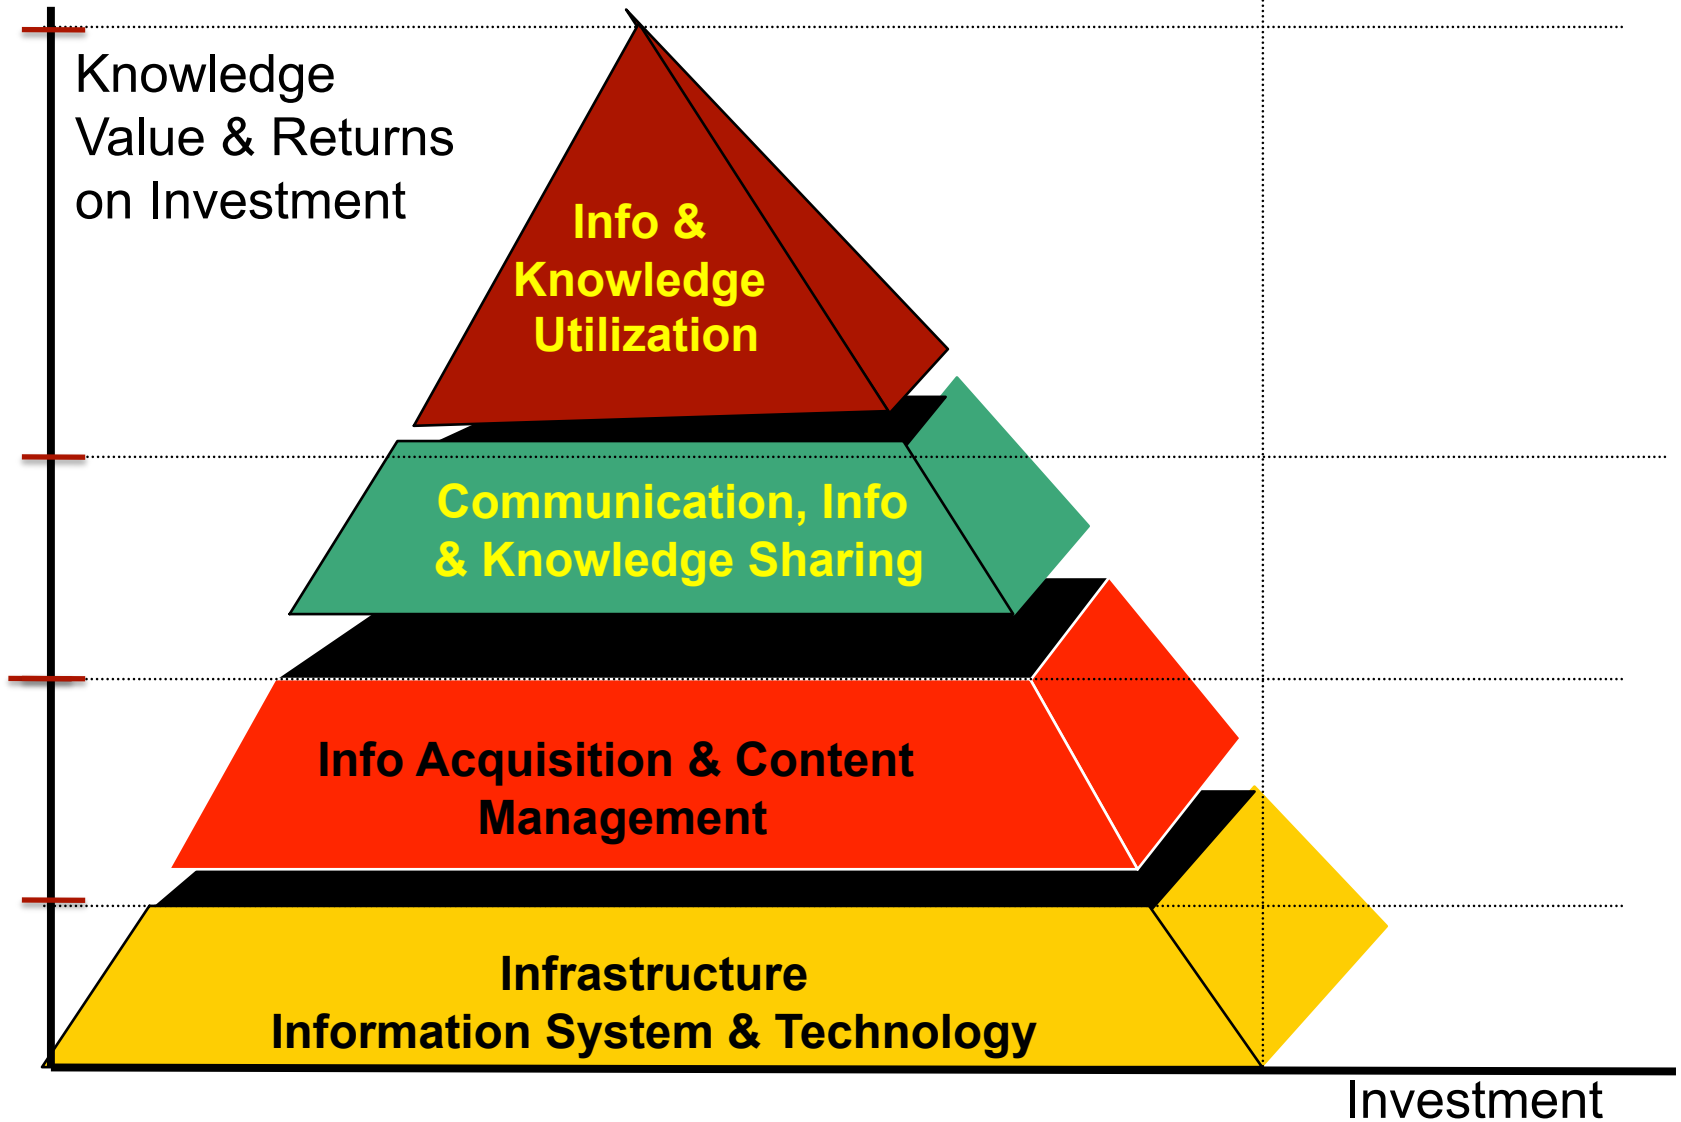 Knowledge
Value & Returns
on Investment
Info &
Knowledge
Utilization
Communication, Info
& Knowledge Sharing
Info Acquisition & Content
Management
Infrastructure
Information System & Technology
Investment